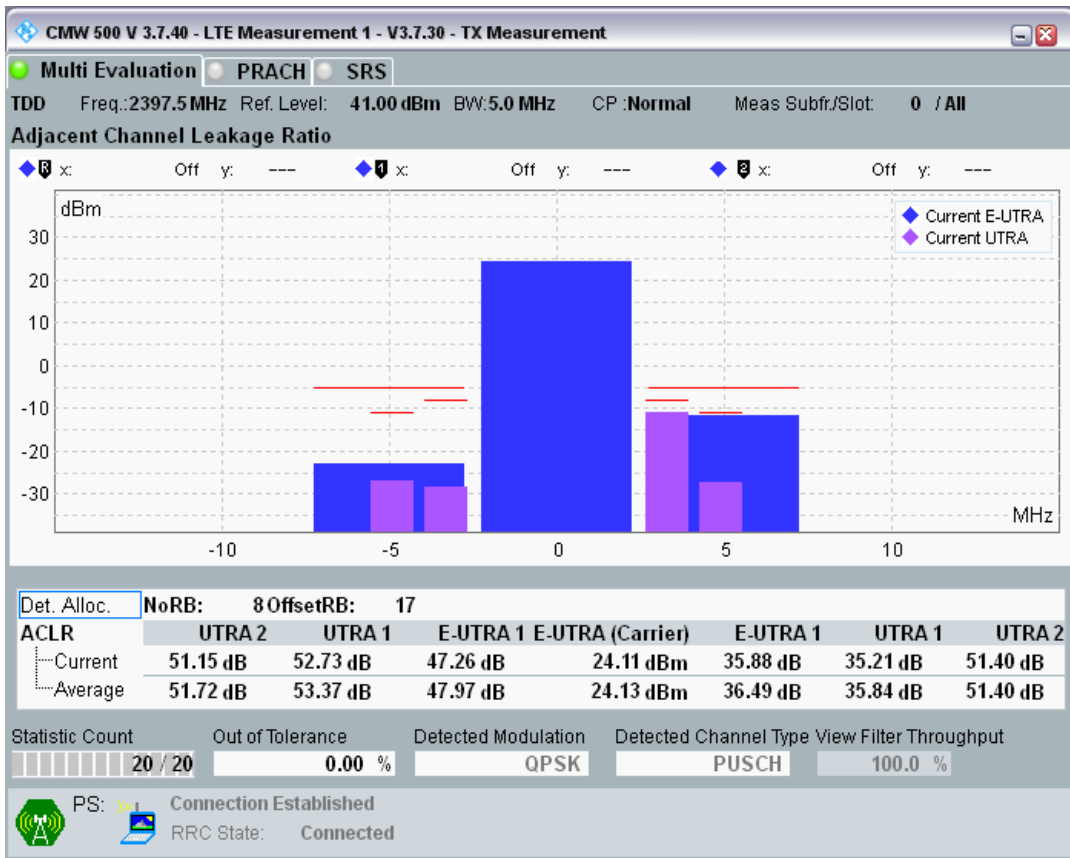 CMW 500 V 3.7.40 - LTE Measurement 1 - V3.7.30 - TX Measurement
Multi Evaluation PRACH SRS
TDD Freq.:2397.5 MHz Ref. Level: 41.00 dBm BW:5.0 MHz CP :Normal Meas Subfr./Slot: 0 / All
Adjacent Channel Leakage Ratio
R x: Off y: --- 1 x: Off y: --- 2 x: Off y: ---
dBm
Current E-UTRA
Current UTRA
30
20
10
0
-10
-20
-30
MHz
-10 -5 0 5 10
Det. Alloc. NoRB: 8 OffsetRB: 17
ACLR UTRA 2 UTRA 1 E-UTRA 1 E-UTRA (Carrier) E-UTRA 1 UTRA 1 UTRA 2
Current 51.15 dB 52.73 dB 47.26 dB 24.11 dBm 35.88 dB 35.21 dB 51.40 dB
Average 51.72 dB 53.37 dB 47.97 dB 24.13 dBm 36.49 dB 35.84 dB 51.40 dB
Statistic Count Out of Tolerance Detected Modulation Detected Channel Type View Filter Throughput
20 / 20 0.00 % QPSK PUSCH 100.0 %
PS: Connection Established
RRC State: Connected